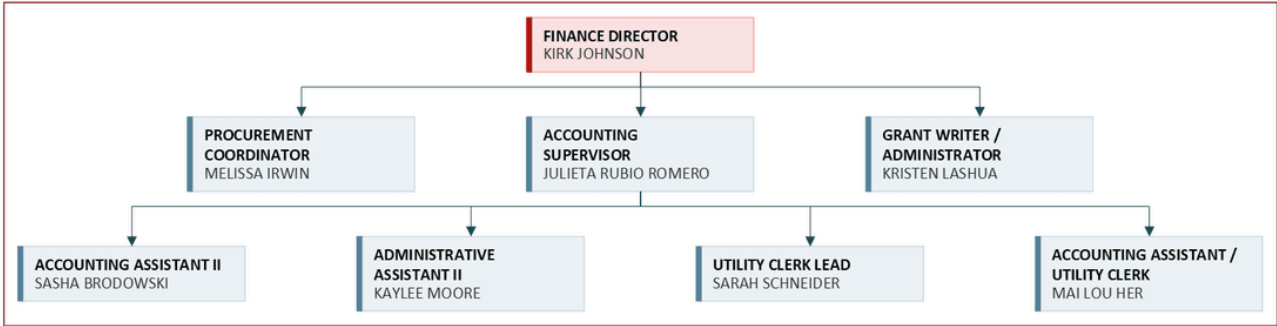 FINANCE DIRECTOR
KIRK JOHNSON
PROCUREMENT
COORDINATOR
MELISSA IRWIN
ACCOUNTING
SUPERVISOR
JULIETA RUBIO ROMERO
GRANT WRITER /
ADMINISTRATOR
KRISTEN LASHUA
ACCOUNTING ASSISTANT II
SASHA BRODOWSKI
ADMINISTRATIVE
ASSISTANT II
KAYLEE MOORE
UTILITY CLERK LEAD
SARAH SCHNEIDER
ACCOUNTING ASSISTANT /
UTILITY CLERK
MAI LOU HER